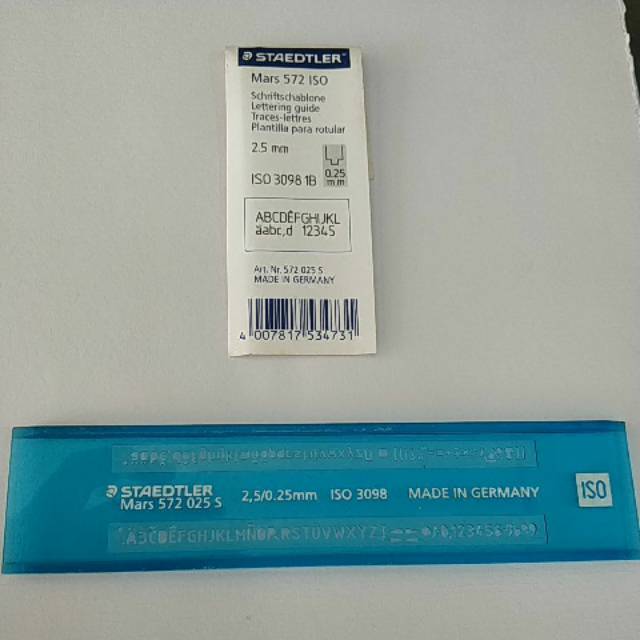 STAEDTLER
Mars 572 ISO
Schriftschablone
Lettering guide
Traces-lettres
Plantilla para rotular
2.5 mm
0.25 mm
ISO 3098 1B
ABCDÊFGHIJKL
äabc,d 12345
Art. Nr. 572 025 S
MADE IN GERMANY
4 007817 534731
STAEDTLER
Mars 572 025 S
2,5/0.25mm ISO 3098 MADE IN GERMANY
ISO